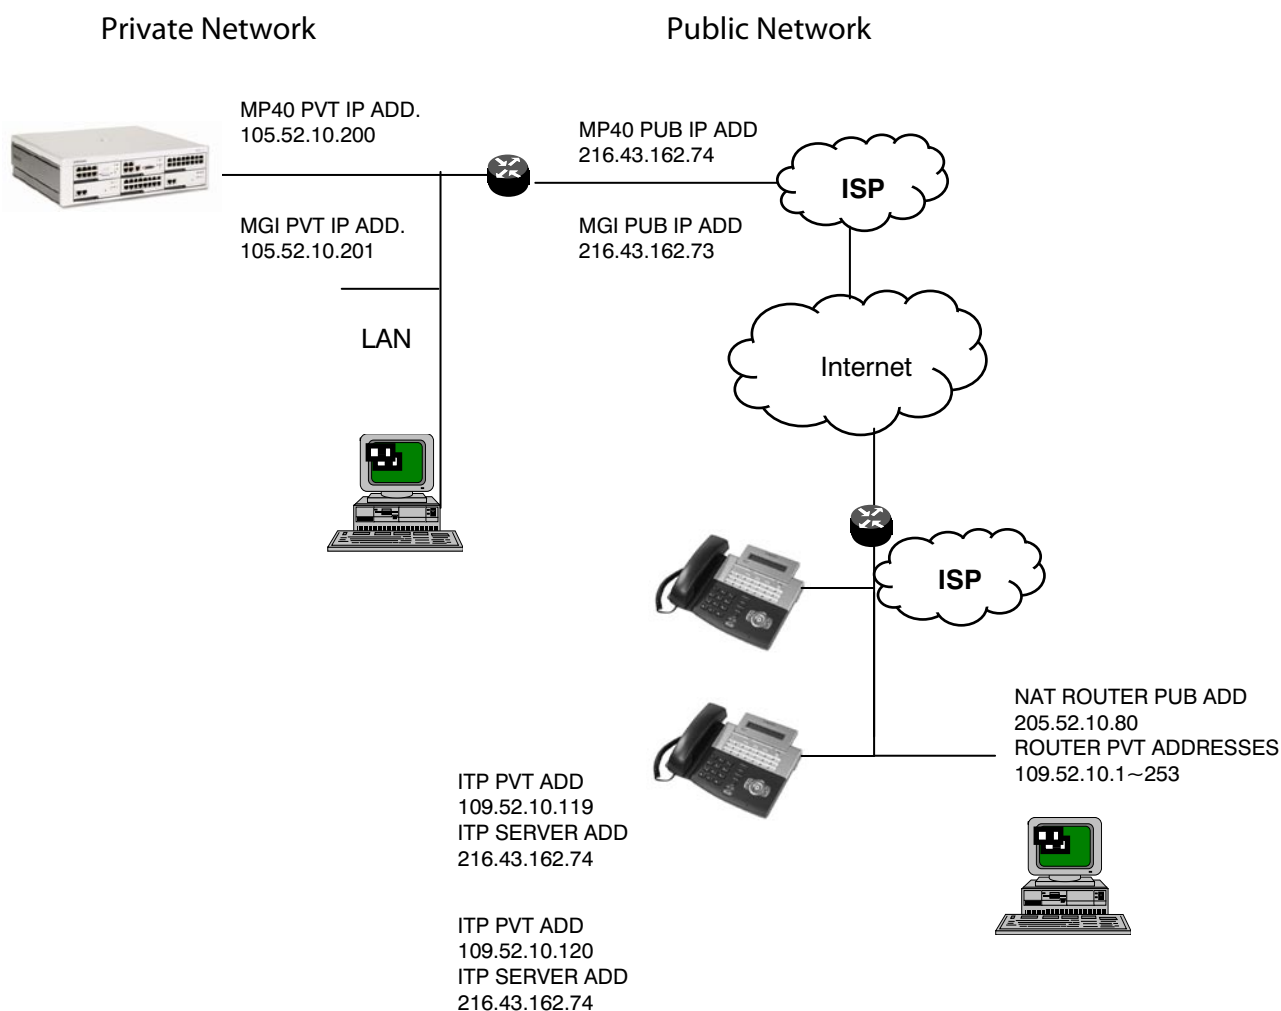 Private Network
Public Network
MP40 PVT IP ADD.
105.52.10.200
MP40 PUB IP ADD
216.43.162.74
ISP
MGI PVT IP ADD.
105.52.10.201
MGI PUB IP ADD
216.43.162.73
LAN
Internet
ISP
NAT ROUTER PUB ADD
205.52.10.80
ROUTER PVT ADDRESSES
109.52.10.1~253
ITP PVT ADD
109.52.10.119
ITP SERVER ADD
216.43.162.74
ITP PVT ADD
109.52.10.120
ITP SERVER ADD
216.43.162.74